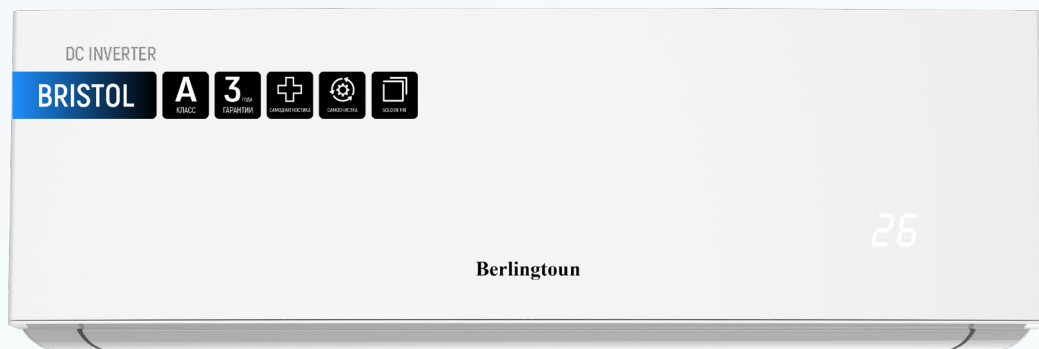 DC INVERTER
BRISTOL
A
КЛАСС
3 года
ГАРАНТИИ
САМОДИАГНОСТИКА
САМООЧИСТКА
GOLDEN FIN
26
Berlingtoun